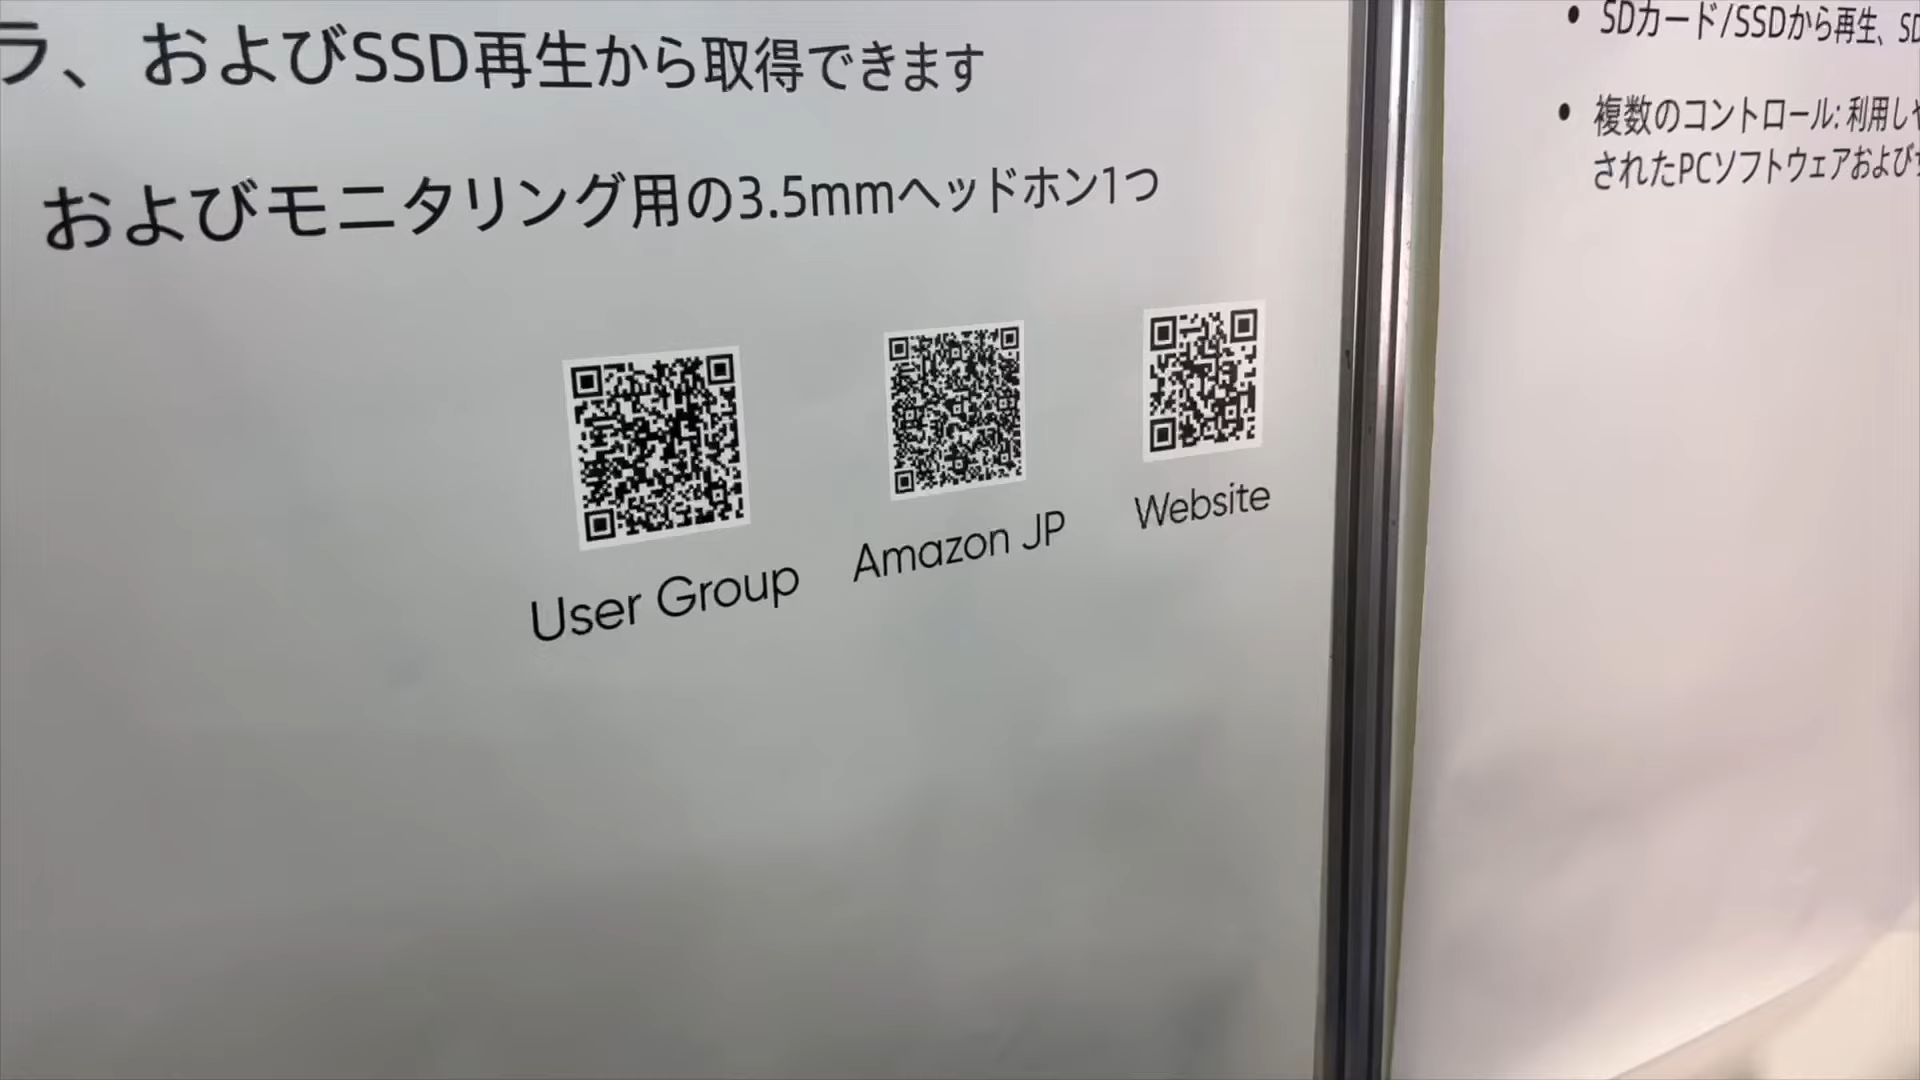 ラ、およびSSD再生から取得できます
およびモニタリング用の3.5mmヘッドホン1つ
User Group
Amazon JP
Website
SDカード/SSDから再生、SD
複数のコントロール: 利用し
されたPCソフトウェアおよび